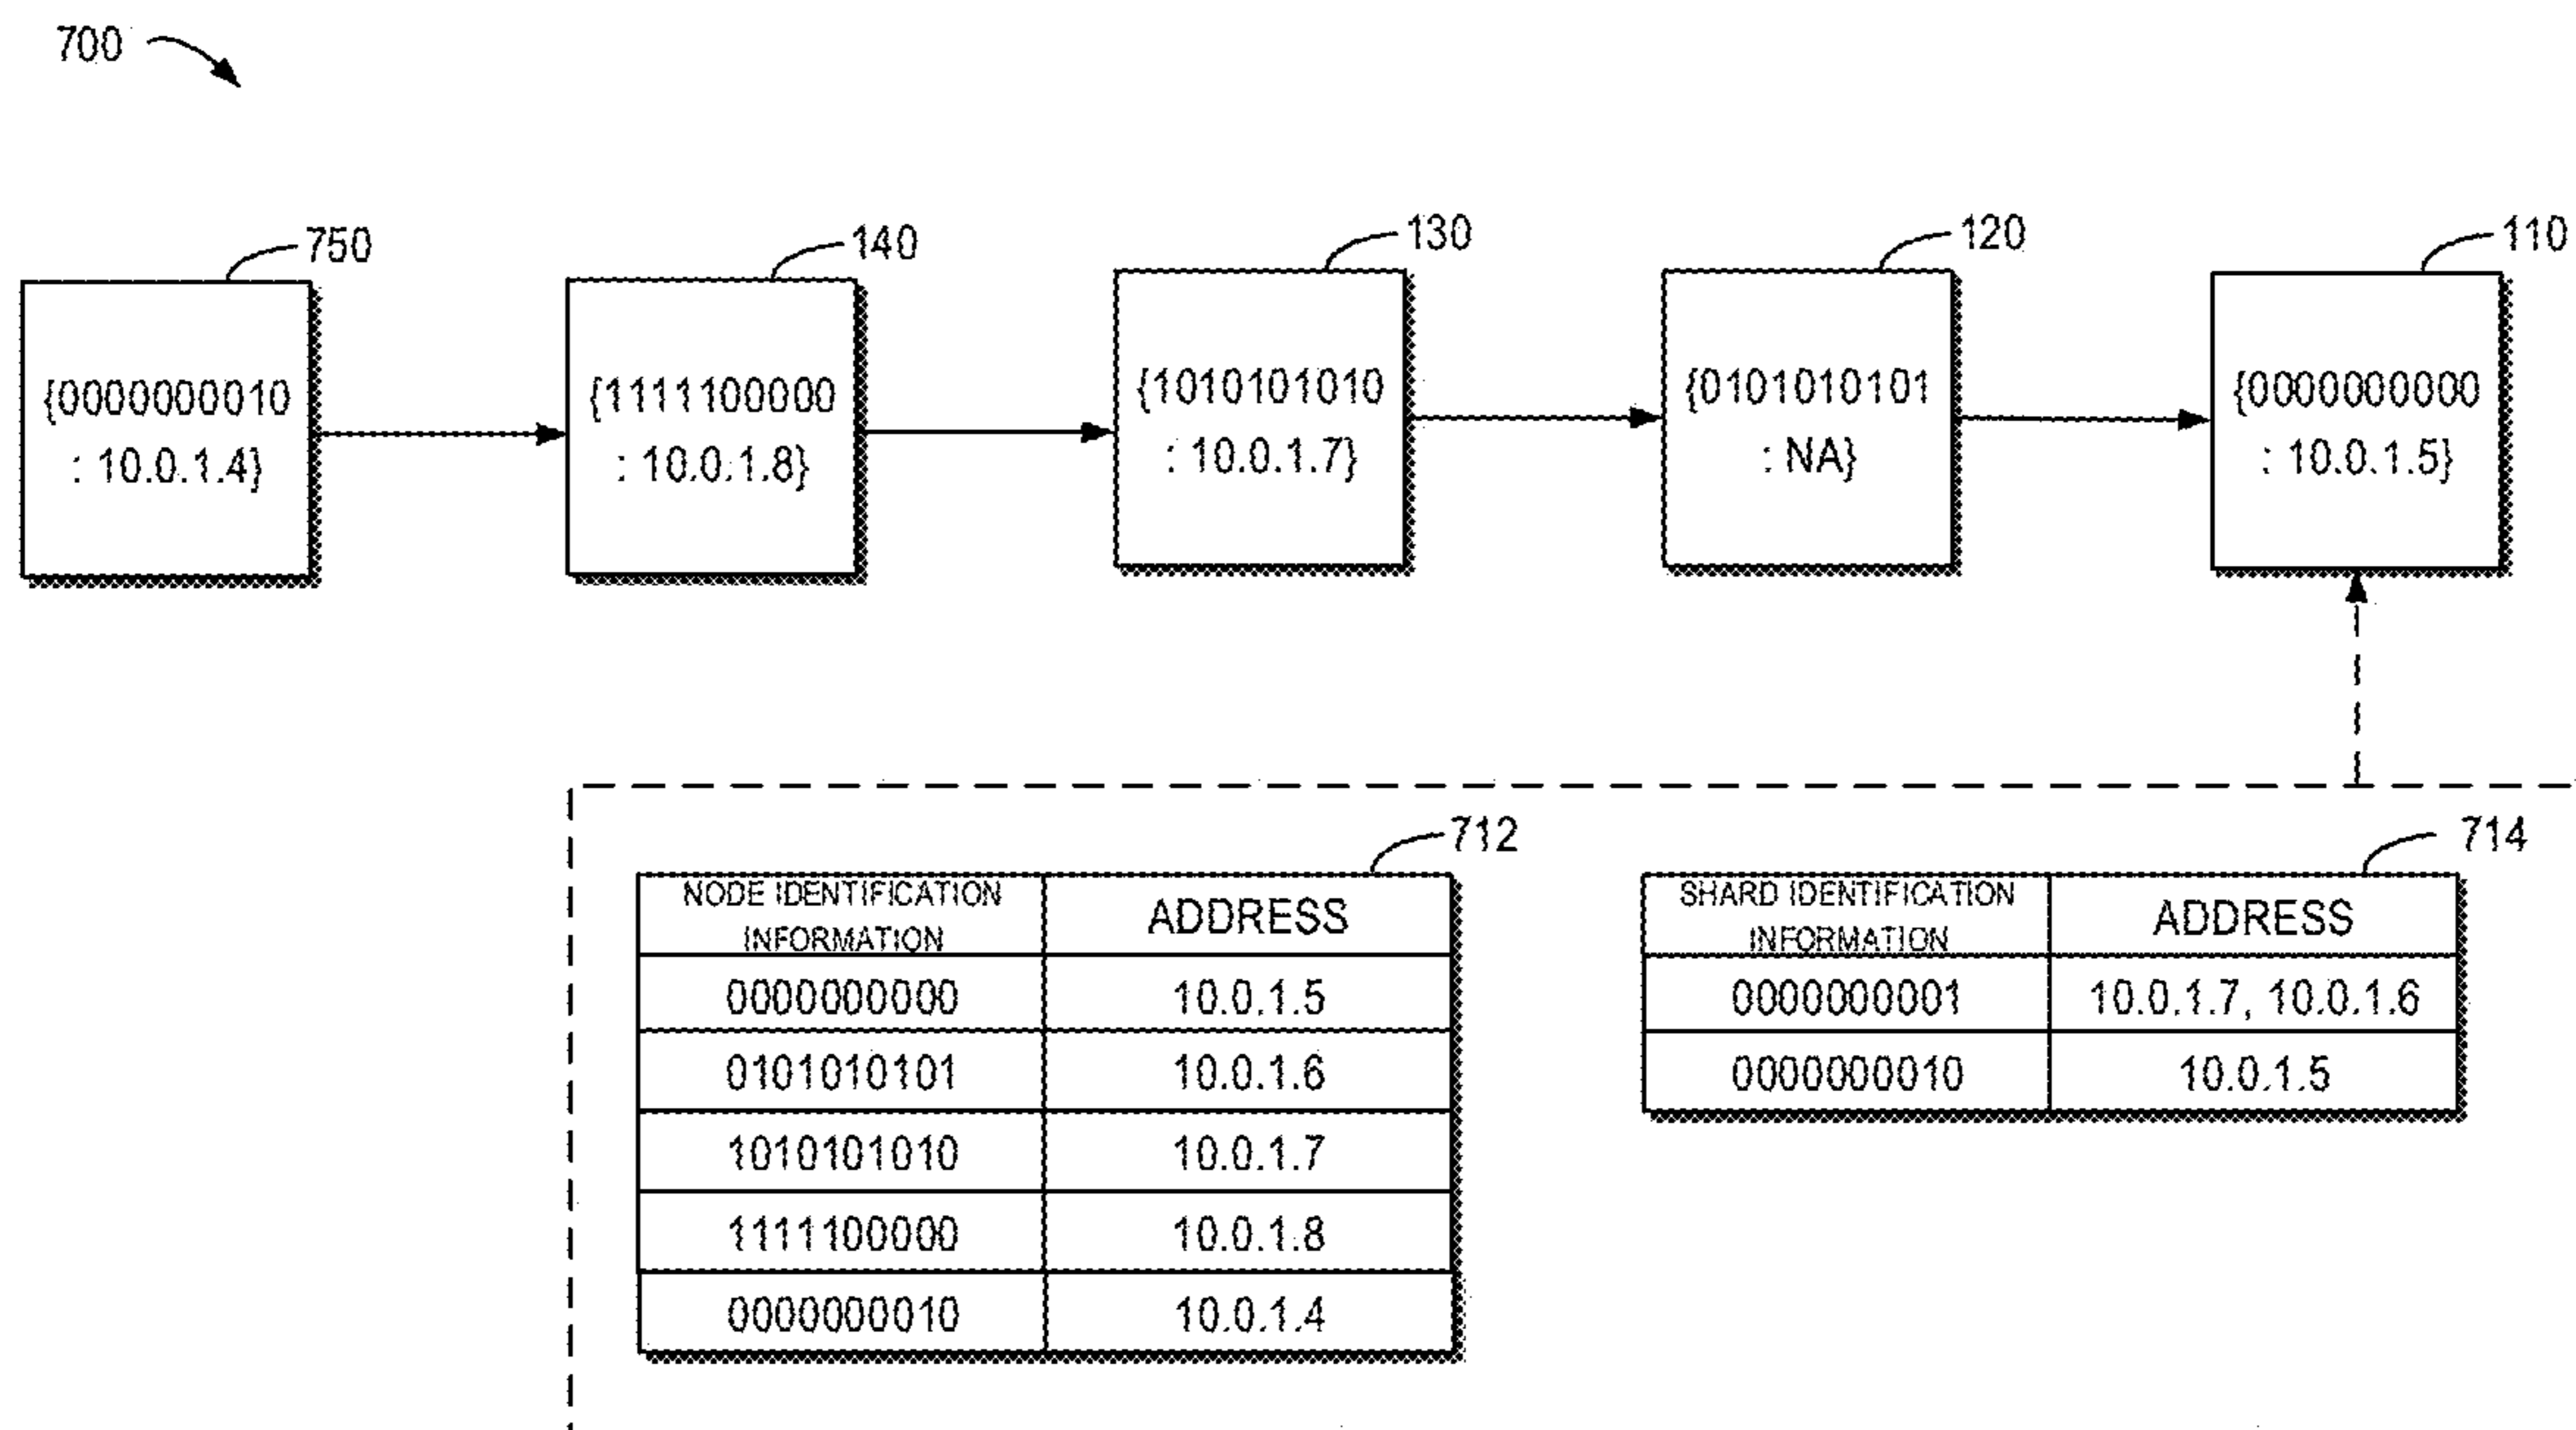 700
750
140
130
120
110
{0000000010
: 10.0.1.4}
{1111100000
: 10.0.1.8}
{1010101010
: 10.0.1.7}
{0101010101
: NA}
{0000000000
: 10.0.1.5}
712
NODE IDENTIFICATION
INFORMATION
ADDRESS
0000000000 10.0.1.5
0101010101 10.0.1.6
1010101010 10.0.1.7
1111100000 10.0.1.8
0000000010 10.0.1.4
714
SHARD IDENTIFICATION
INFORMATION
ADDRESS
0000000001 10.0.1.7, 10.0.1.6
0000000010 10.0.1.5